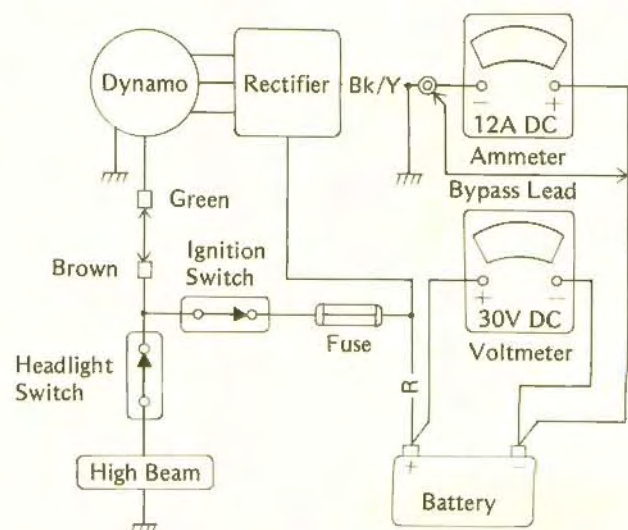 Dynamo
Rectifier
Bk/Y
- +
12A DC
Ammeter
Bypass Lead
Green
Brown
Ignition
Switch
Fuse
+ -
30V DC
Voltmeter
Headlight
Switch
R
High Beam
+ -
Battery